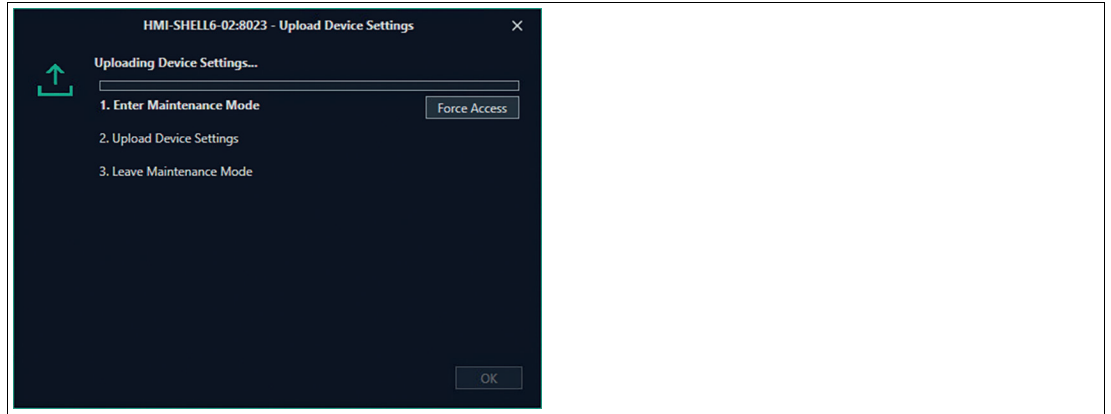 HMI-SHELL6-02:8023 - Upload Device Settings
Uploading Device Settings...
1. Enter Maintenance Mode
Force Access
2. Upload Device Settings
3. Leave Maintenance Mode
OK